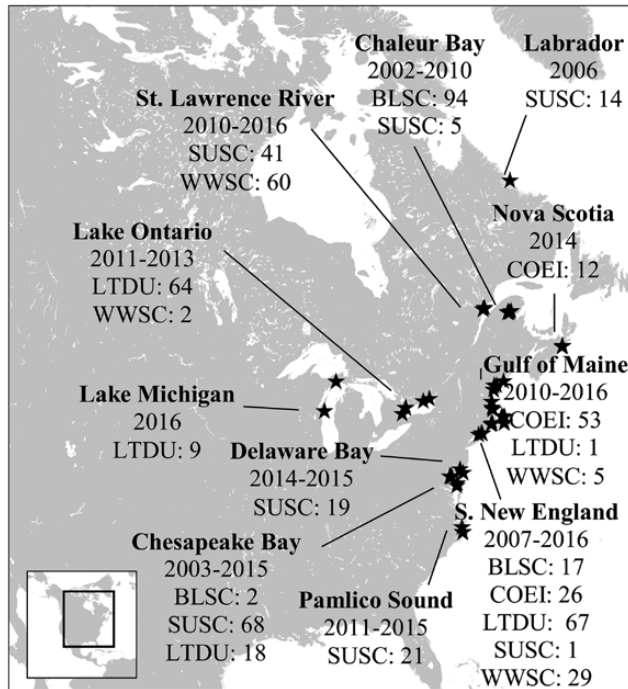 Chaleur Bay
2002-2010
BLSC: 94
SUSC: 5
Labrador
2006
SUSC: 14
St. Lawrence River
2010-2016
SUSC: 41
WWSC: 60
Nova Scotia
2014
COEI: 12
Lake Ontario
2011-2013
LTDU: 64
WWSC: 2
Gulf of Maine
2010-2016
COEI: 53
LTDU: 1
WWSC: 5
Lake Michigan
2016
LTDU: 9
Delaware Bay
2014-2015
SUSC: 19
S. New England
2007-2016
BLSC: 17
COEI: 26
LTDU: 67
SUSC: 1
WWSC: 29
Chesapeake Bay
2003-2015
BLSC: 2
SUSC: 68
LTDU: 18
Pamlico Sound
2011-2015
SUSC: 21